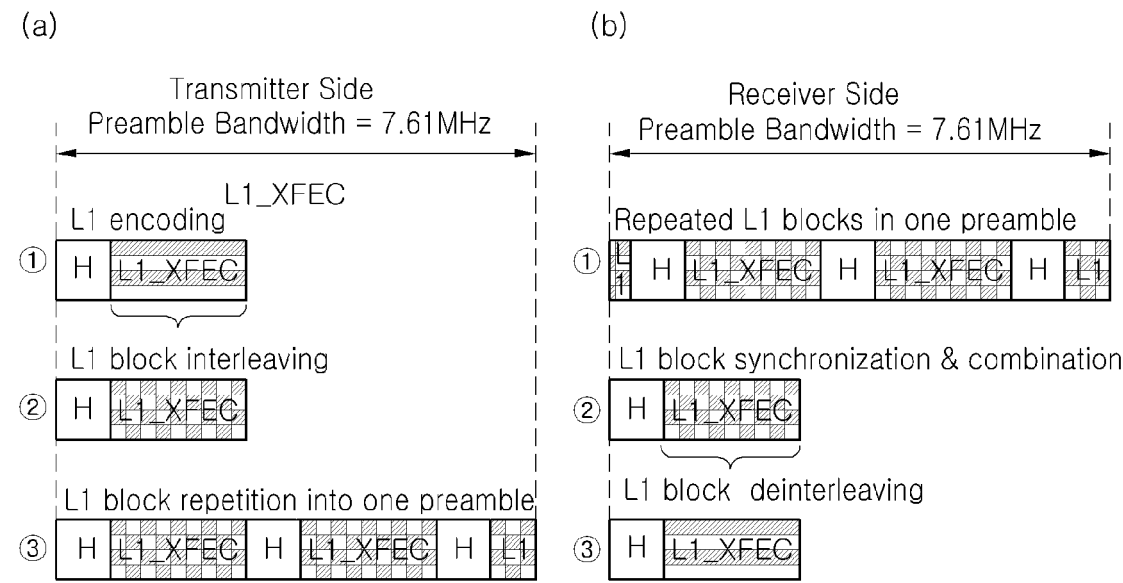 (a)
Transmitter Side
Preamble Bandwidth = 7.61MHz
L1_XFEC
L1 encoding
① H L1_XFEC
L1 block interleaving
② H L1_XFEC
L1 block repetition into one preamble
③ H L1_XFEC H L1_XFEC H L1
(b)
Receiver Side
Preamble Bandwidth = 7.61MHz
Repeated L1 blocks in one preamble
① L1 H L1_XFEC H L1_XFEC H L1
L1 block synchronization & combination
② H L1_XFEC
L1 block deinterleaving
③ H L1_XFEC